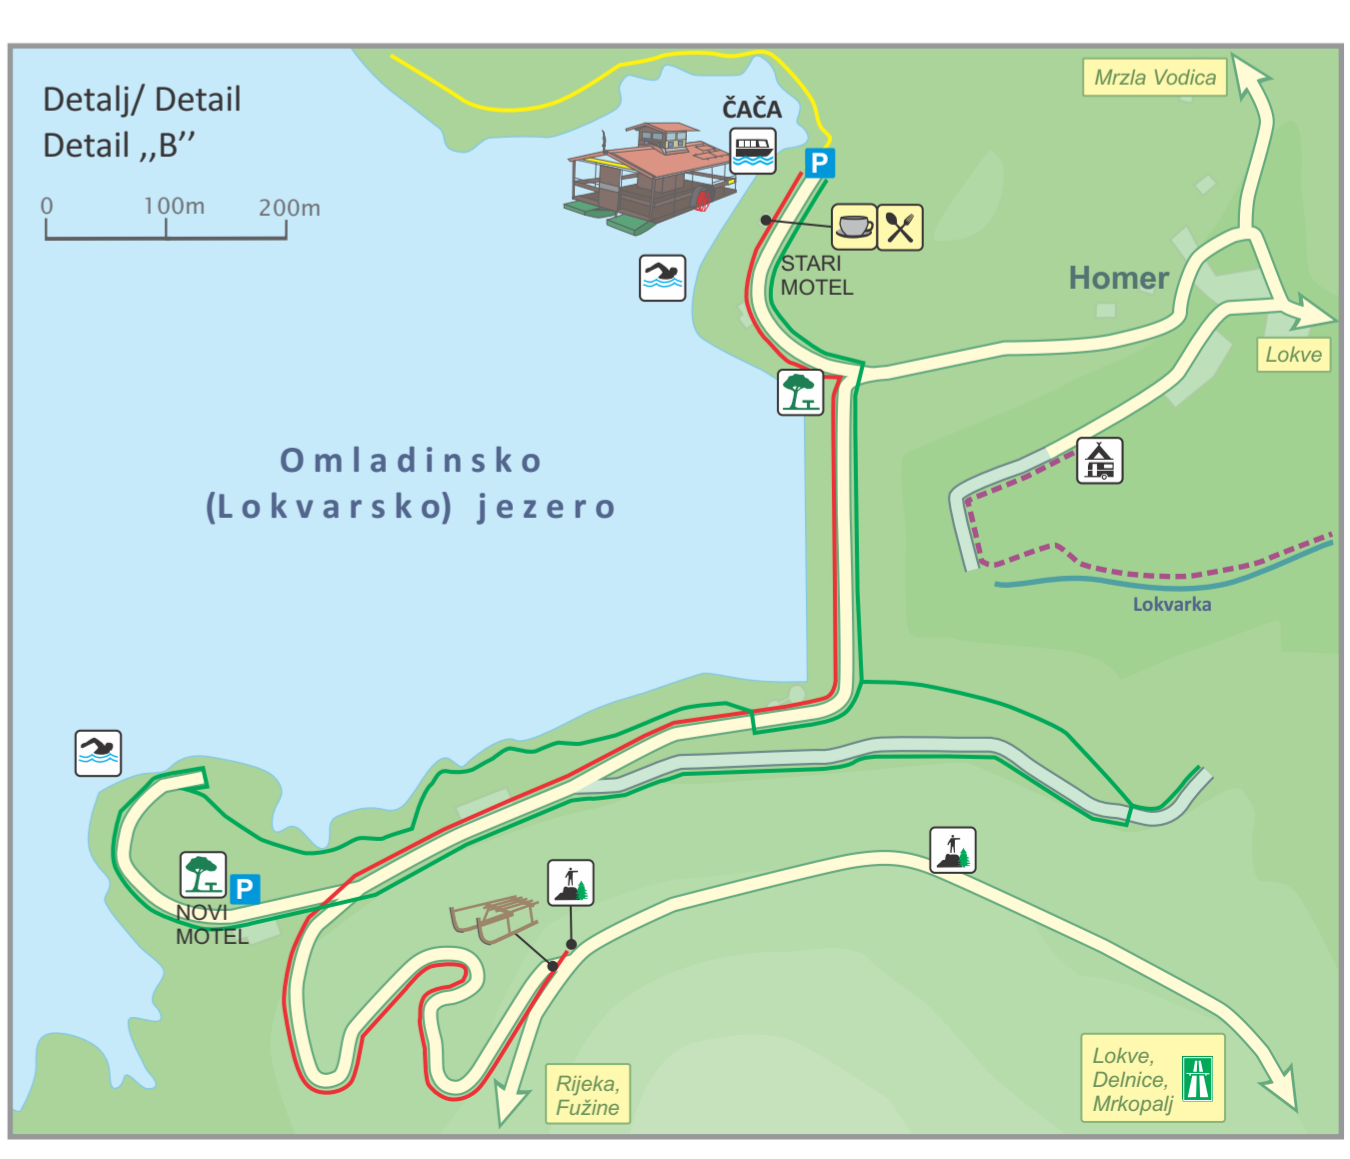 Detalj/ Detail
Detail ,,B’’
0 100m 200m
ČAČA
P
Mrzla Vodica
STARI
MOTEL
Homer
Lokve
Omladinsko
(Lokvarsko) jezero
Lokvarka
P
NOVI
MOTEL
Rijeka,
Fužine
Lokve,
Delnice,
Mrkopalj